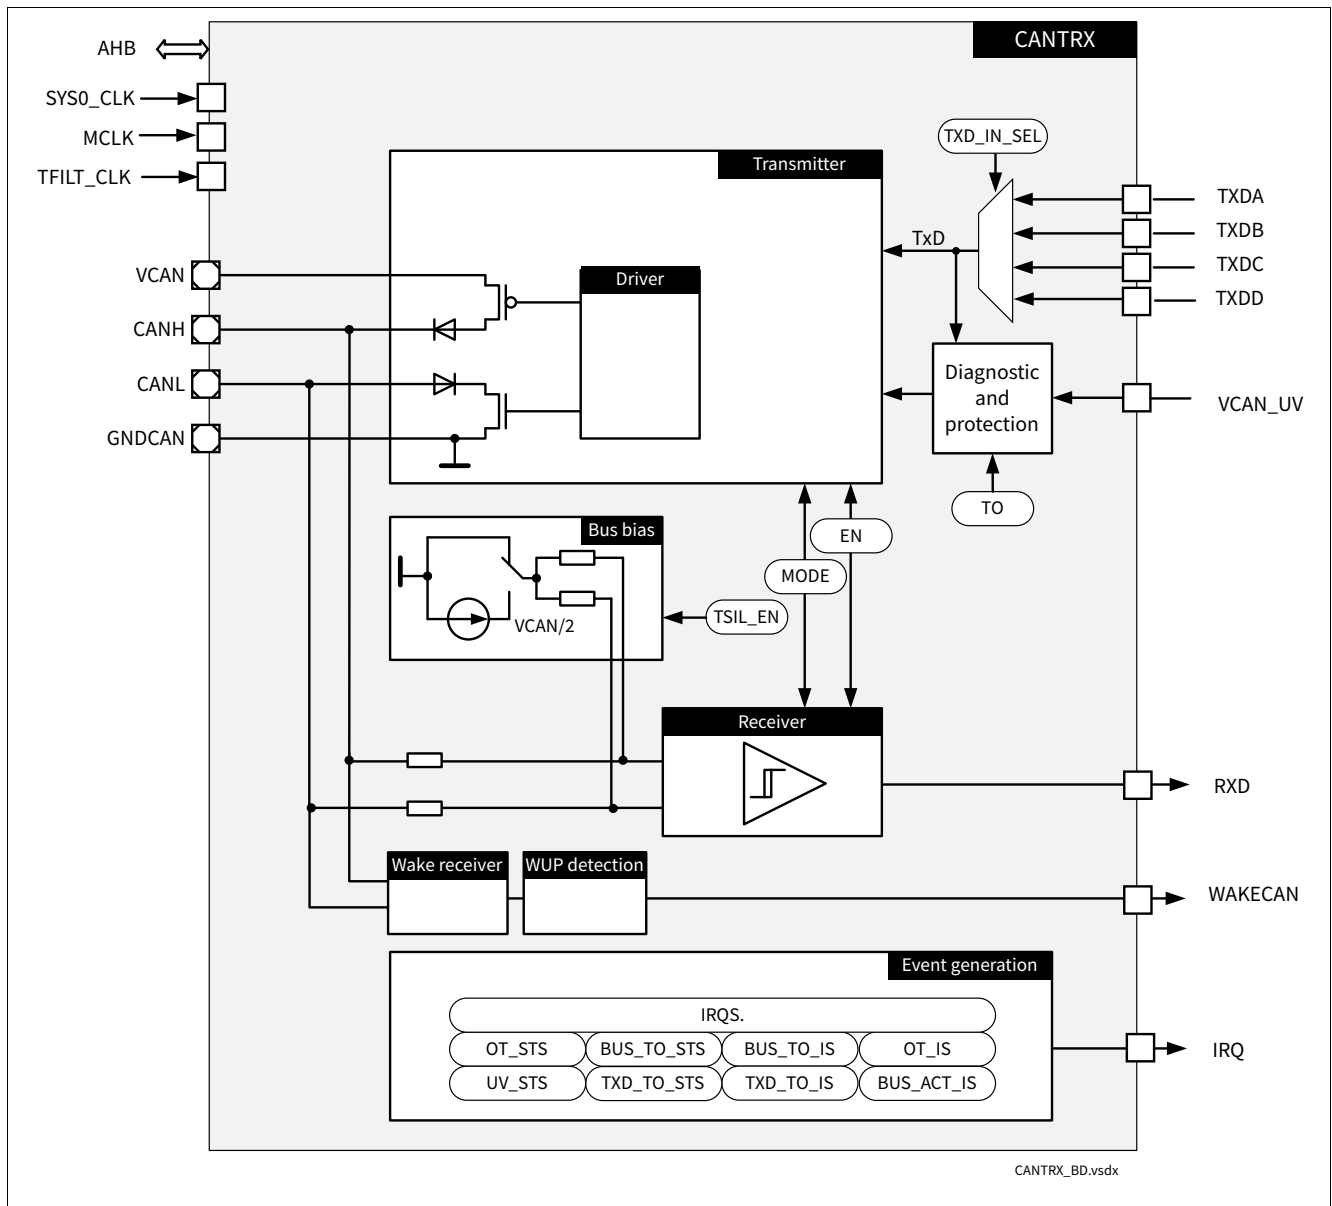 CANTRX
AHB
SYS0_CLK
MCLK
TFILT_CLK
TXD_IN_SEL
Transmitter
TXDA
TXDB
TXDC
TXDD
TxD
VCAN
CANH
CANL
GNDCAN
Driver
Diagnostic
and
protection
VCAN_UV
TO
Bus bias
EN
MODE
TSIL_EN
VCAN/2
Receiver
RXD
Wake receiver
WUP detection
WAKECAN
Event generation
IRQS.
OT_STS BUS_TO_STS BUS_TO_IS OT_IS
UV_STS TXD_TO_STS TXD_TO_IS BUS_ACT_IS
IRQ
CANTRX_BD.vsdx